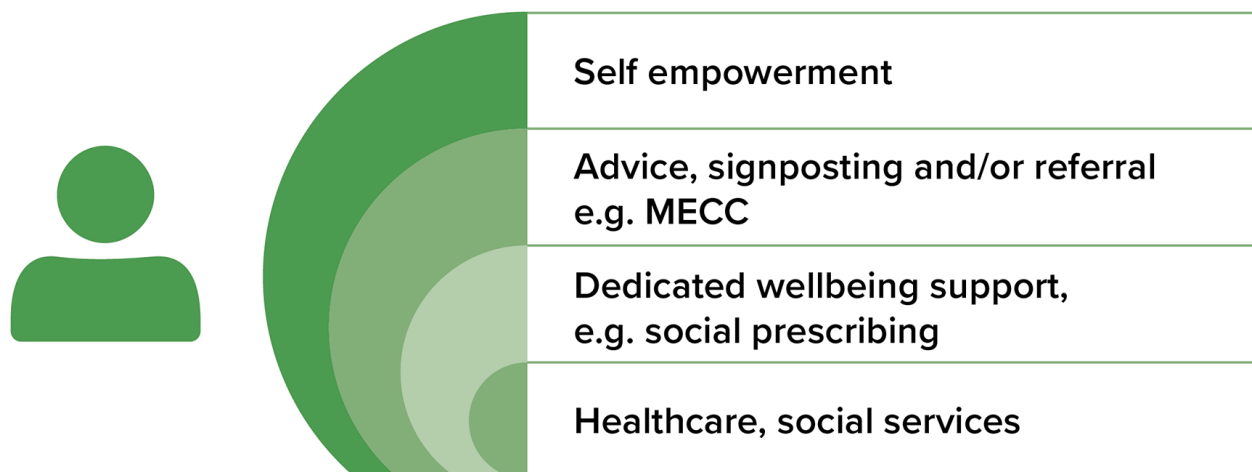 Self empowerment
Advice, signposting and/or referral
e.g. MECC
Dedicated wellbeing support,
e.g. social prescribing
Healthcare, social services